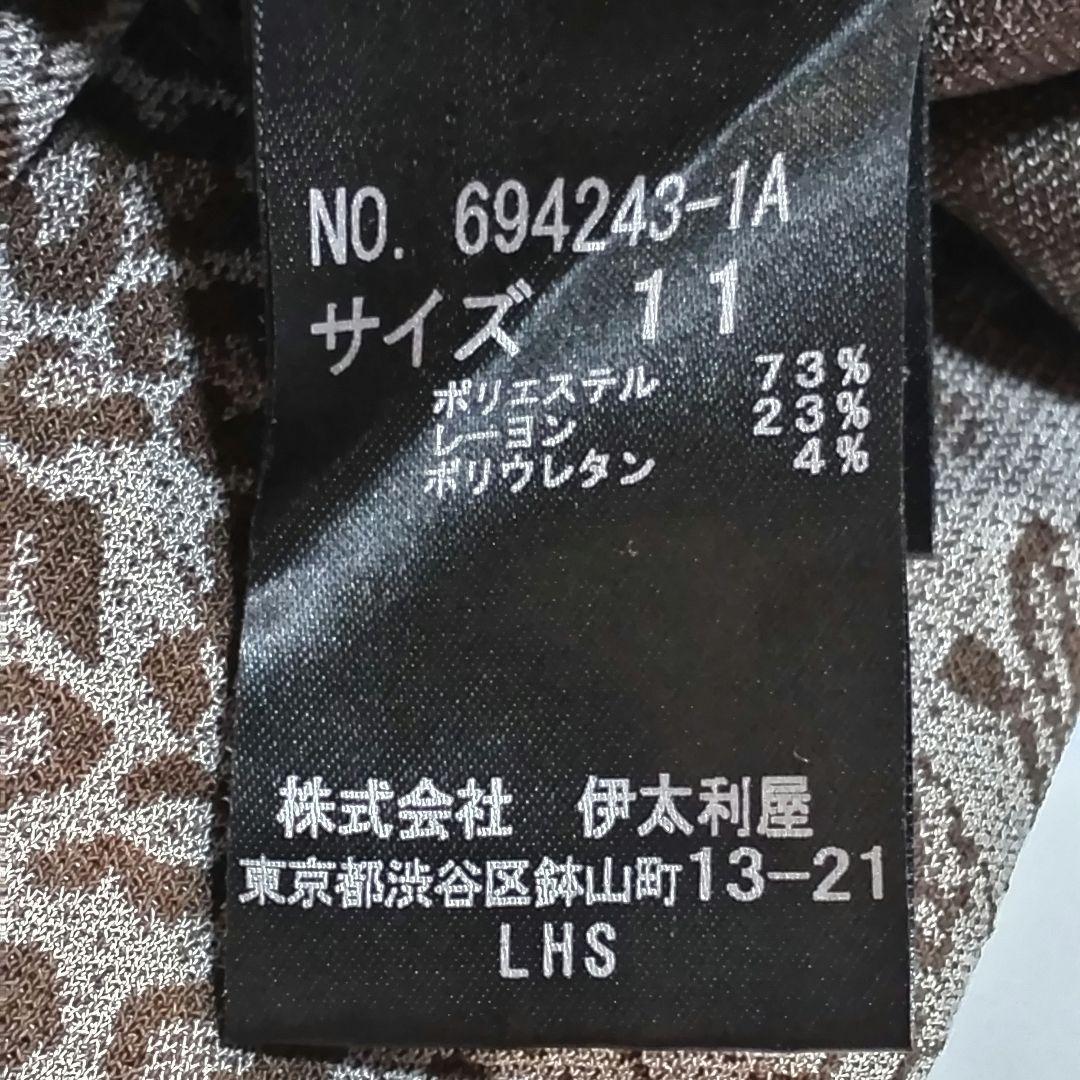 NO. 694243-1A
サイズ 11
ポリエステル 73%
レーヨン 23%
ポリウレタン 4%
株式会社 伊太利屋
東京都渋谷区鉢山町13-21
LHS